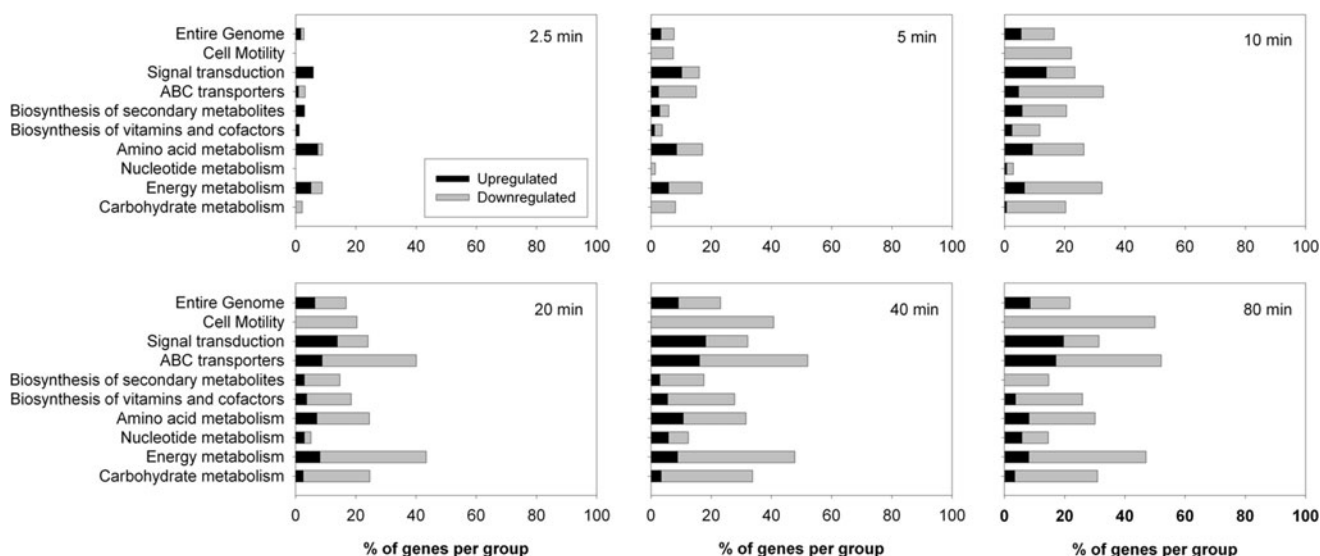 2.5 min
5 min
10 min
Entire Genome
Cell Motility
Signal transduction
ABC transporters
Biosynthesis of secondary metabolites
Biosynthesis of vitamins and cofactors
Amino acid metabolism
Nucleotide metabolism
Energy metabolism
Carbohydrate metabolism
Upregulated
Downregulated
0 20 40 60 80 100
0 20 40 60 80 100
0 20 40 60 80 100
20 min
40 min
80 min
Entire Genome
Cell Motility
Signal transduction
ABC transporters
Biosynthesis of secondary metabolites
Biosynthesis of vitamins and cofactors
Amino acid metabolism
Nucleotide metabolism
Energy metabolism
Carbohydrate metabolism
0 20 40 60 80 100
0 20 40 60 80 100
0 20 40 60 80 100
% of genes per group
% of genes per group
% of genes per group